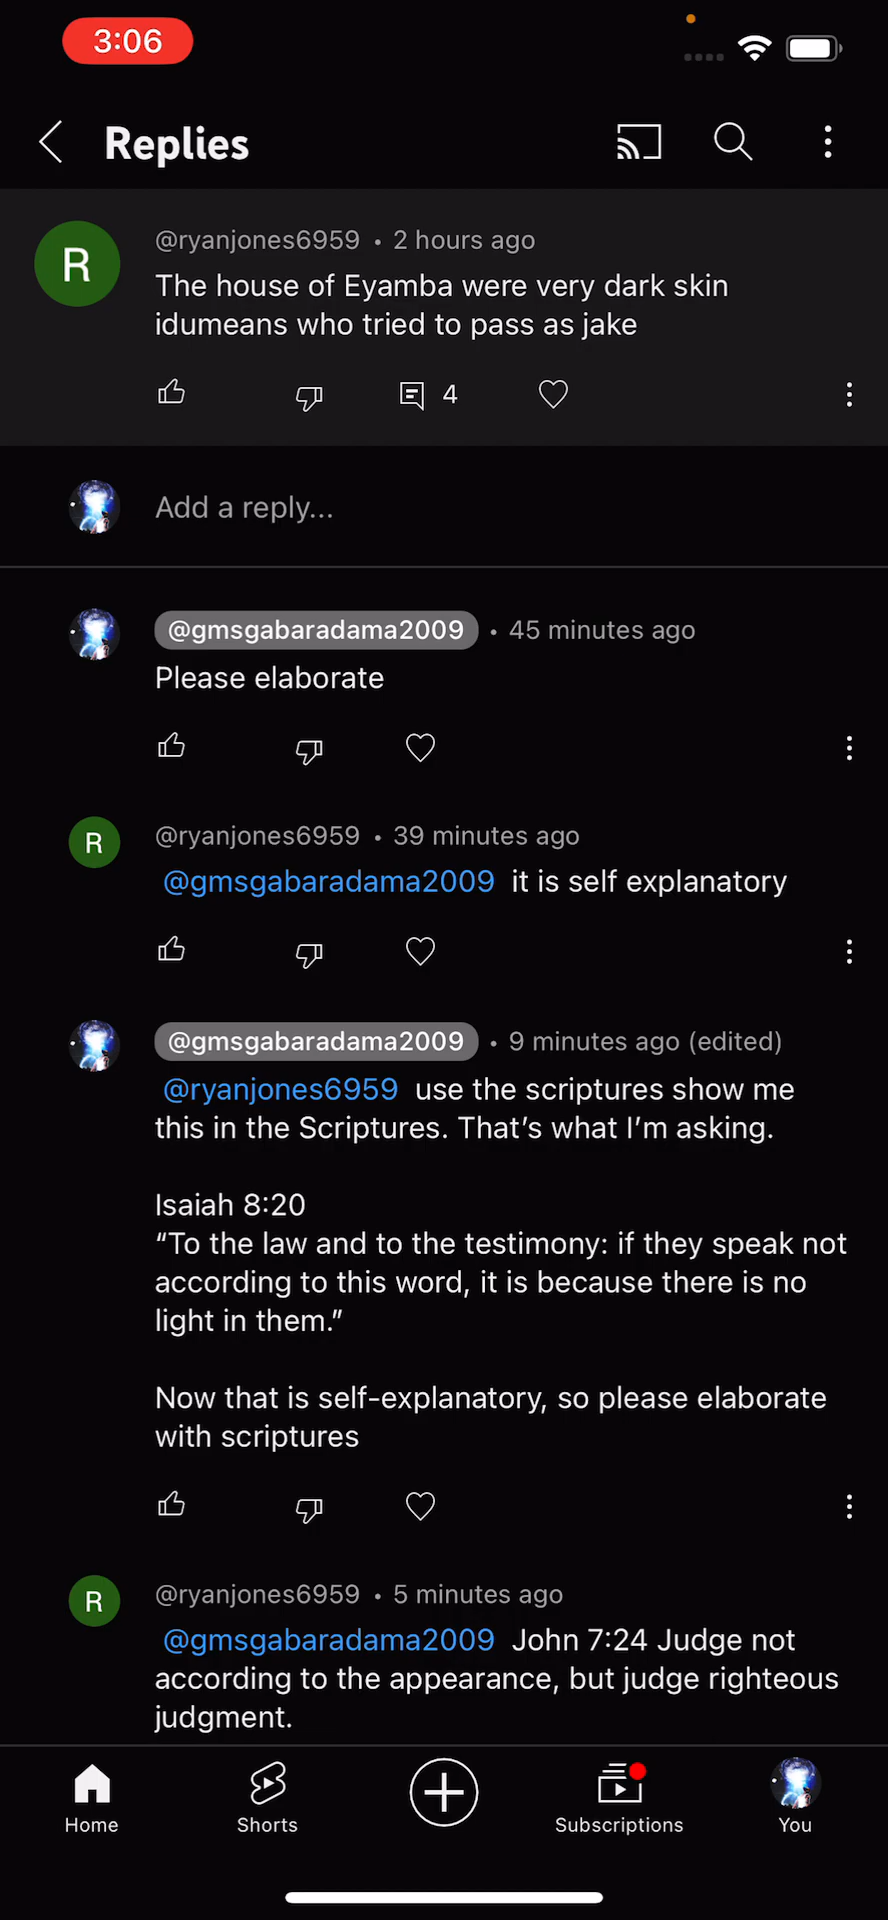 3:06
Replies
@ryanjones6959 • 2 hours ago
R
The house of Eyamba were very dark skin
idumeans who tried to pass as jake
4
Add a reply...
@gmsgabaradama2009 • 45 minutes ago
Please elaborate
@ryanjones6959 • 39 minutes ago
R
@gmsgabaradama2009 it is self explanatory
@gmsgabaradama2009 • 9 minutes ago (edited)
@ryanjones6959 use the scriptures show me
this in the Scriptures. That’s what I’m asking.
Isaiah 8:20
“To the law and to the testimony: if they speak not
according to this word, it is because there is no
light in them.”
Now that is self-explanatory, so please elaborate
with scriptures
@ryanjones6959 • 5 minutes ago
R
@gmsgabaradama2009 John 7:24 Judge not
according to the appearance, but judge righteous
judgment.
Home Shorts Subscriptions You